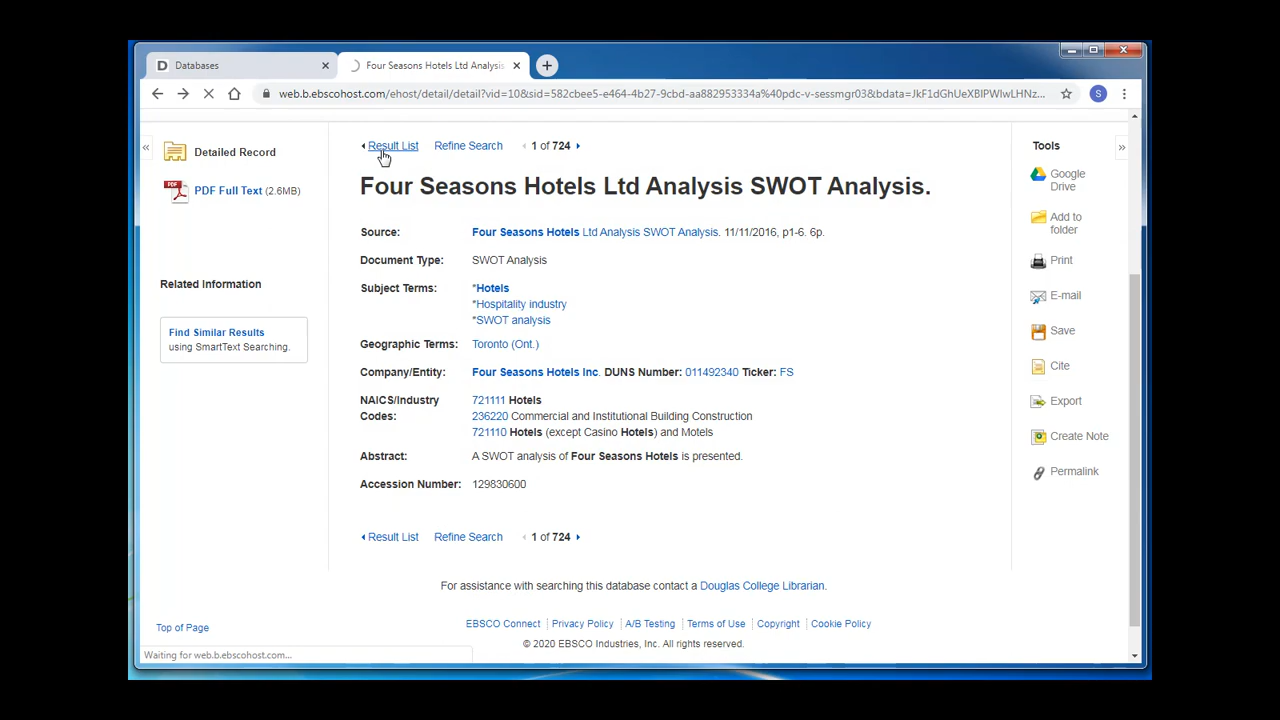 Databases
Four Seasons Hotels Ltd Analysis
web.b.ebscohost.com/ehost/detail/detail?vid=10&sid=582cbee5-e464-4b27-9cbd-aa882953334a%40pdc-v-sessmgr03&bdata=JkF1dGhUeXBlPWlwLHNz...
S
Detailed Record
PDF Full Text (2.6MB)
Related Information
Find Similar Results
using SmartText Searching.
Result List Refine Search 1 of 724
Four Seasons Hotels Ltd Analysis SWOT Analysis.
Source: Four Seasons Hotels Ltd Analysis SWOT Analysis. 11/11/2016, p1-6. 6p.
Document Type: SWOT Analysis
Subject Terms: *Hotels
*Hospitality industry
*SWOT analysis
Geographic Terms: Toronto (Ont.)
Company/Entity: Four Seasons Hotels Inc. DUNS Number: 011492340 Ticker: FS
NAICS/Industry 721111 Hotels
Codes: 236220 Commercial and Institutional Building Construction
721110 Hotels (except Casino Hotels) and Motels
Abstract: A SWOT analysis of Four Seasons Hotels is presented.
Accession Number: 129830600
Result List Refine Search 1 of 724
Tools
Google
Drive
Add to
folder
Print
E-mail
Save
Cite
Export
Create Note
Permalink
For assistance with searching this database contact a Douglas College Librarian.
Top of Page
EBSCO Connect Privacy Policy A/B Testing Terms of Use Copyright Cookie Policy
© 2020 EBSCO Industries, Inc. All rights reserved.
Waiting for web.b.ebscohost.com...